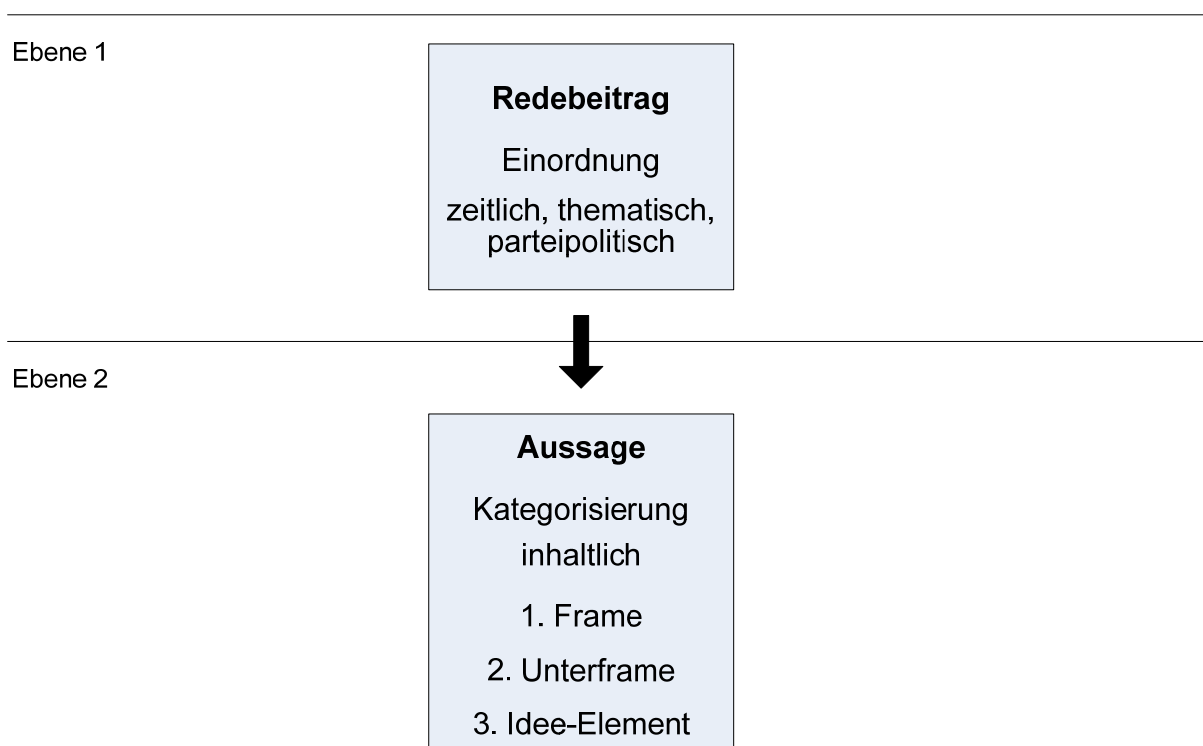 Ebene 1
Redebeitrag
Einordnung
zeitlich, thematisch,
parteipolitisch
Ebene 2
Aussage
Kategorisierung
inhaltlich
1. Frame
2. Unterframe
3. Idee-Element